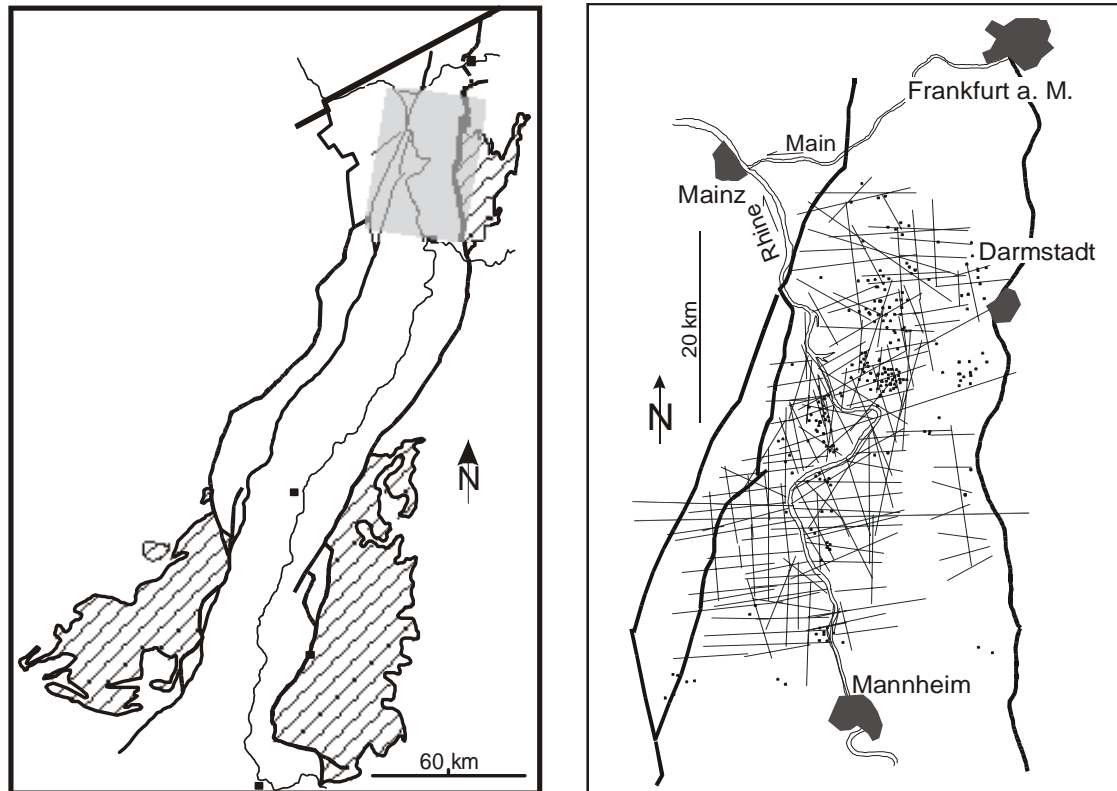 N
60 km
Frankfurt a. M.
Main
Mainz
Rhine
Darmstadt
20 km
N
Mannheim